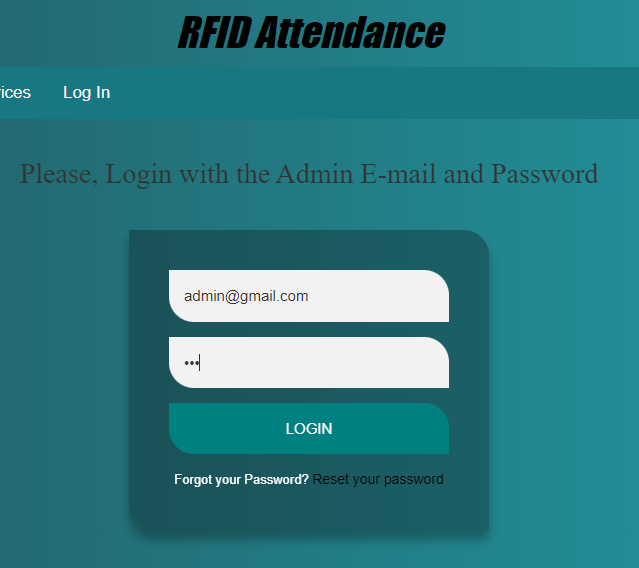 RFID Attendance
ices Log In
Please, Login with the Admin E-mail and Password
admin@gmail.com
•••
LOGIN
Forgot your Password? Reset your password